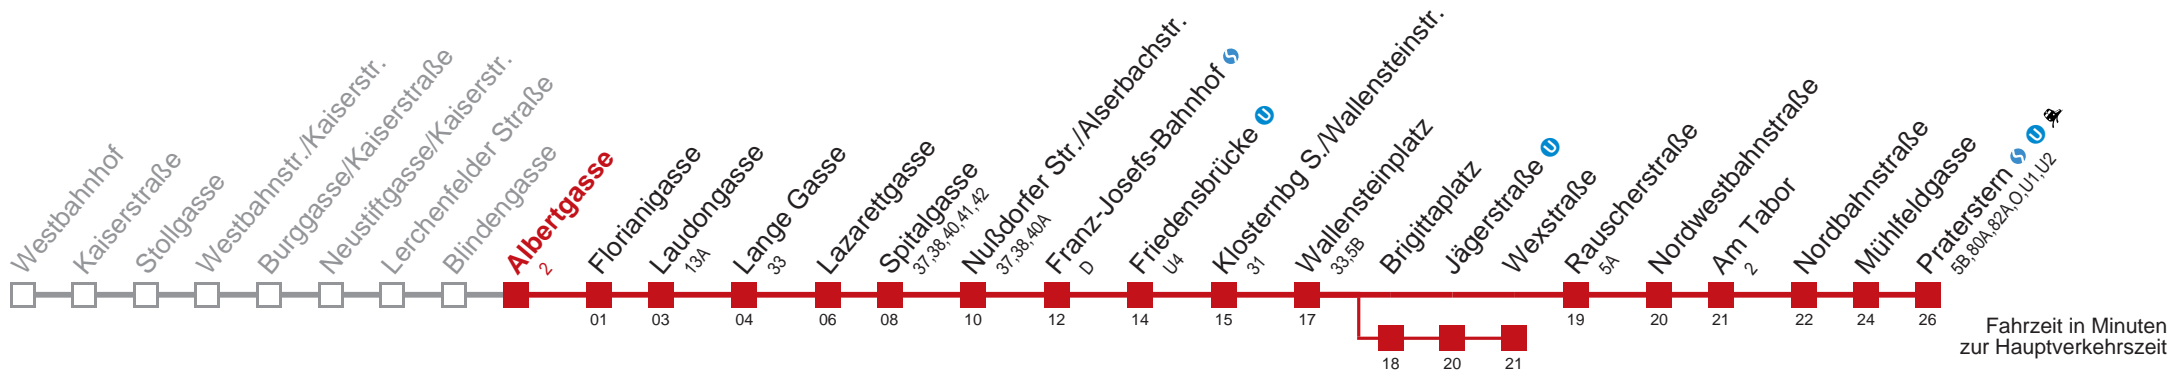 Westbahnhof
Kaiserstraße
Stollgasse
Westbahnstr./Kaiserstr.
Burggasse/Kaiserstraße
Neustiftgasse/Kaiserstr.
Lerchenfelder Straße
Blindengasse
Albertgasse
2
Florianigasse
Laudongasse
13A
Lange Gasse
33
Lazarettgasse
Spitalgasse
37,38,40,41,42
Nußdorfer Str./Alserbachstr.
37,38,40A
Franz-Josefs-Bahnhof S
D
Friedensbrücke U
U4
Klosternbg S./Wallensteinstr.
31
Wallensteinplatz
33,5B
Brigittaplatz
Jägerstraße U
Wexstraße
Rauscherstraße
5A
Nordwestbahnstraße
Am Tabor
2
Nordbahnstraße
Mühlfeldgasse
Praterstern S U
5B,80A,82A,O,U1,U2
01 03 04 06 08 10 12 14 15 17 19 20 21 22 24 26
18 20 21
Fahrzeit in Minuten
zur Hauptverkehrszeit